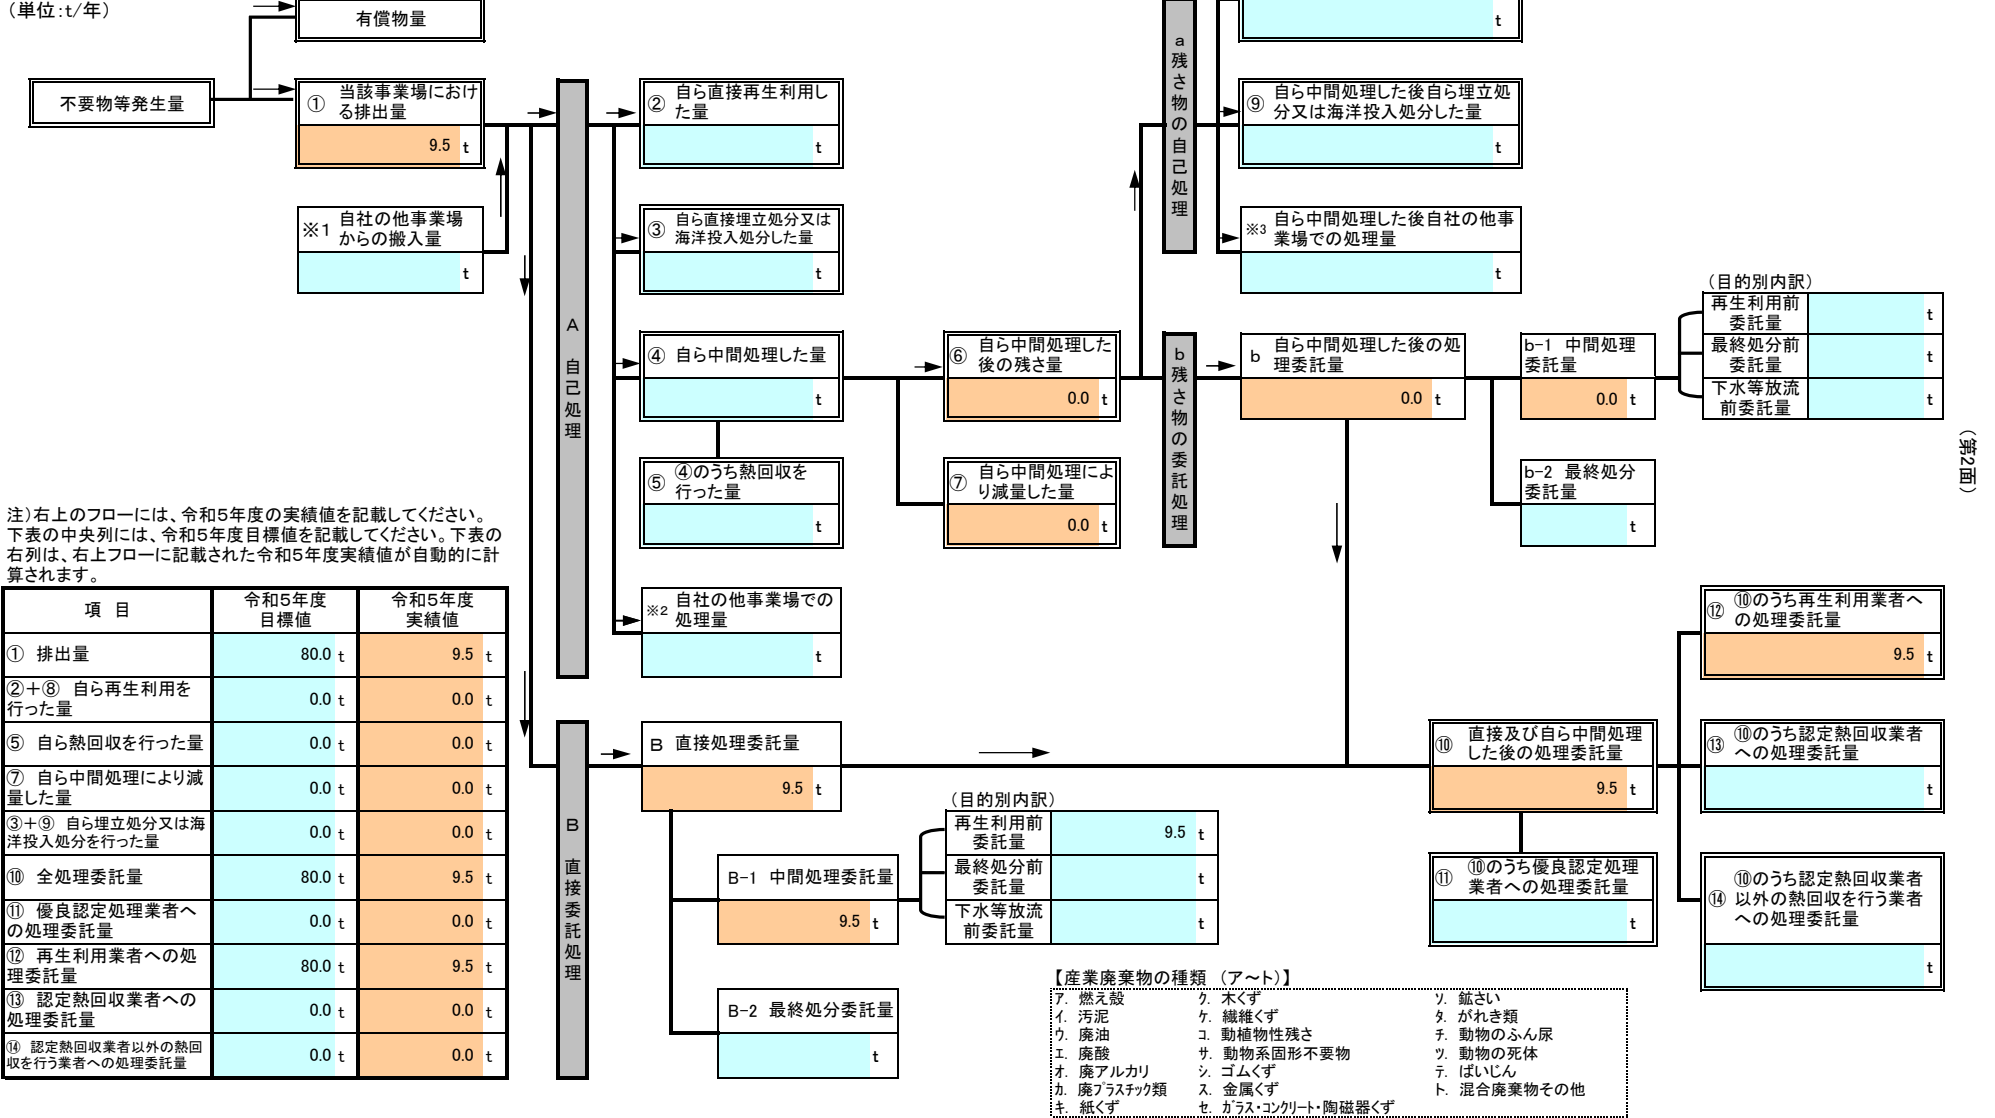 （単位:t/年）
有償物量
t
不要物等発生量
① 当該事業場におけ
る排出量
9.5 t
※1 自社の他事業場
からの搬入量
t
A 自己処理
② 自ら直接再生利用し
た量
t
③ 自ら直接埋立処分又は
海洋投入処分した量
t
④ 自ら中間処理した量
t
⑤ ④のうち熱回収を
行った量
t
※2 自社の他事業場での
処理量
t
⑥ 自ら中間処理した
後の残さ量
0.0 t
⑦ 自ら中間処理によ
り減量した量
0.0 t
a残さ物の自己処理
⑨ 自ら中間処理した後自ら埋立処
分又は海洋投入処分した量
t
※3 自ら中間処理した後自社の他事
業場での処理量
t
b残さ物の委託処理
b 自ら中間処理した後の処
理委託量
0.0 t
b-1 中間処理
委託量
0.0 t
（目的別内訳）
再生利用前
委託量
t
最終処分前
委託量
t
下水等放流
前委託量
t
b-2 最終処分
委託量
t
（第2面）
注）右上のフローには、令和5年度の実績値を記載してください。
下表の中央列には、令和5年度目標値を記載してください。下表の
右列は、右上フローに記載された令和5年度実績値が自動的に計
算されます。
項 目 令和5年度
目標値 令和5年度
実績値
① 排出量 80.0 t 9.5 t
②＋⑧ 自ら再生利用を
行った量 0.0 t 0.0 t
⑤ 自ら熱回収を行った量 0.0 t 0.0 t
⑦ 自ら中間処理により減
量した量 0.0 t 0.0 t
③＋⑨ 自ら埋立処分又は海
洋投入処分を行った量 0.0 t 0.0 t
⑩ 全処理委託量 80.0 t 9.5 t
⑪ 優良認定処理業者へ
の処理委託量 0.0 t 0.0 t
⑫ 再生利用業者への処
理委託量 80.0 t 9.5 t
⑬ 認定熱回収業者への
処理委託量 0.0 t 0.0 t
⑭ 認定熱回収業者以外の熱回
収を行う業者への処理委託量 0.0 t 0.0 t
B 直接委託処理
B 直接処理委託量
9.5 t
B-1 中間処理委託量
9.5 t
（目的別内訳）
再生利用前
委託量
9.5 t
最終処分前
委託量
t
下水等放流
前委託量
t
B-2 最終処分委託量
t
⑩ 直接及び自ら中間処理
した後の処理委託量
9.5 t
⑪ ⑩のうち優良認定処理
業者への処理委託量
t
⑫ ⑩のうち再生利用業者へ
の処理委託量
9.5 t
⑬ ⑩のうち認定熱回収業者
への処理委託量
t
⑭ ⑩のうち認定熱回収業者
以外の熱回収を行う業者
への処理委託量
t
【産業廃棄物の種類 （ア～ト）】
ア. 燃え殻 ク. 木くず ソ. 鉱さい
イ. 汚泥 ケ. 繊維くず タ. がれき類
ウ. 廃油 コ. 動植物性残さ チ. 動物のふん尿
エ. 廃酸 サ. 動物系固形不要物 ツ. 動物の死体
オ. 廃アルカリ シ. ゴムくず テ. ばいじん
カ. 廃プラスチック類 ス. 金属くず ト. 混合廃棄物その他
キ. 紙くず セ. ガラス・コンクリート・陶磁器くず